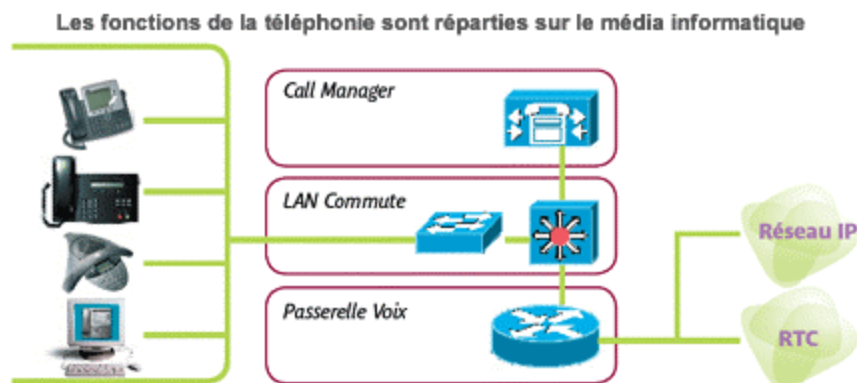 Les fonctions de la téléphonie sont réparties sur le média informatique
Call Manager
LAN Commute
Réseau IP
Passerelle Voix
RTC